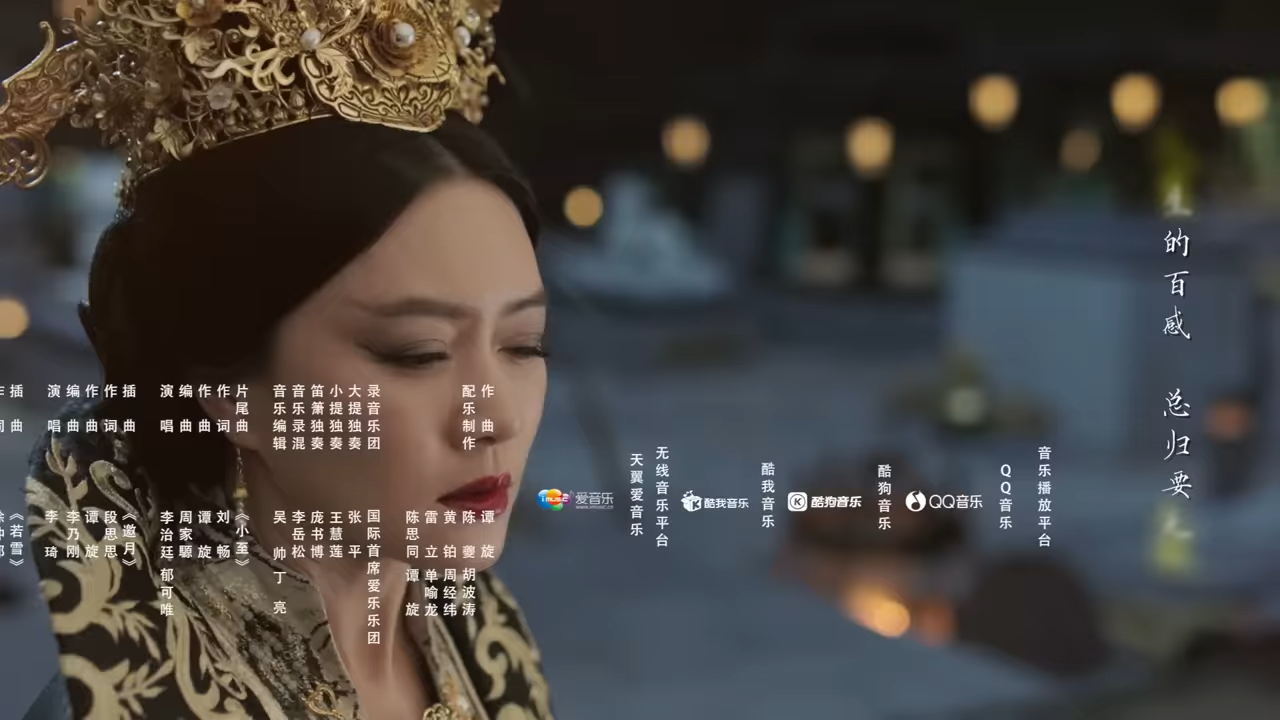 的百感 总归要
音乐播放平台
QQ音乐
QQ音乐
酷狗音乐
酷狗音乐
酷我音乐
酷我音乐
无线音乐平台
天翼爱音乐
爱音乐
作曲 谭旋
配乐制作 陈夔 胡波涛
黄铂 周经纬
雷立 单喻龙
陈思同 谭旋
录音乐团 国际首席爱乐乐团
大提独奏 张平
小提独奏 王慧莲
笛箫独奏 庞书博
音乐录混 李岳松
音乐编辑 吴帅 丁亮
片尾曲 《小至》
作词 刘畅
作曲 谭旋
编曲 周家
演唱 李治廷 郁可唯
插曲 《邀月》
作词 段思思
作曲 谭旋
编曲 李乃刚
演唱 李琦
插曲 《若雪》